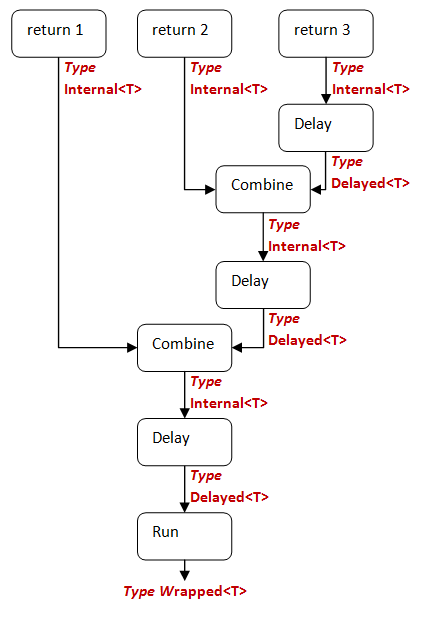 return 1
return 2
return 3
Type
Internal<T>
Type
Internal<T>
Type
Internal<T>
Delay
Type
Delayed<T>
Combine
Type
Internal<T>
Delay
Type
Delayed<T>
Combine
Type
Internal<T>
Delay
Type
Delayed<T>
Run
Type Wrapped<T>